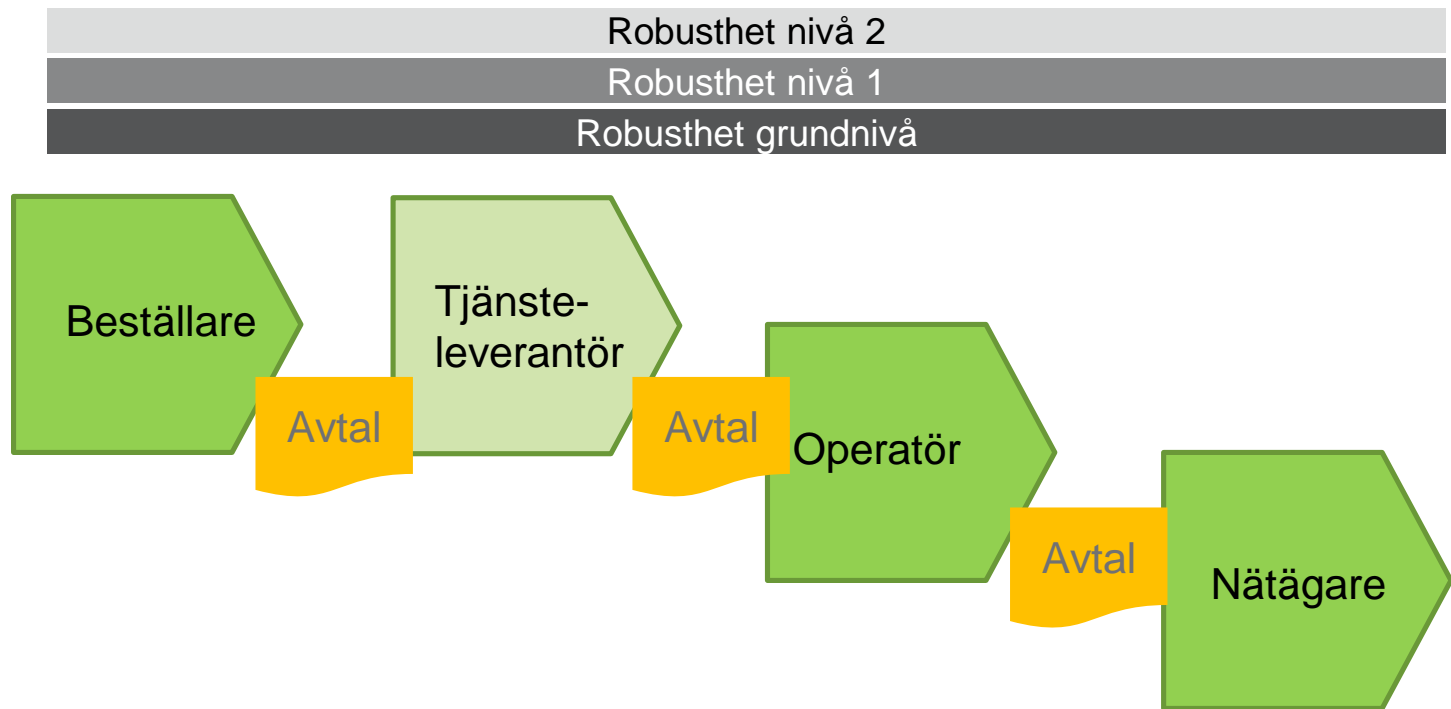 Robusthet nivå 2
Robusthet nivå 1
Robusthet grundnivå
Beställare
Avtal
Tjänste-
leverantör
Avtal
Operatör
Avtal
Nätägare